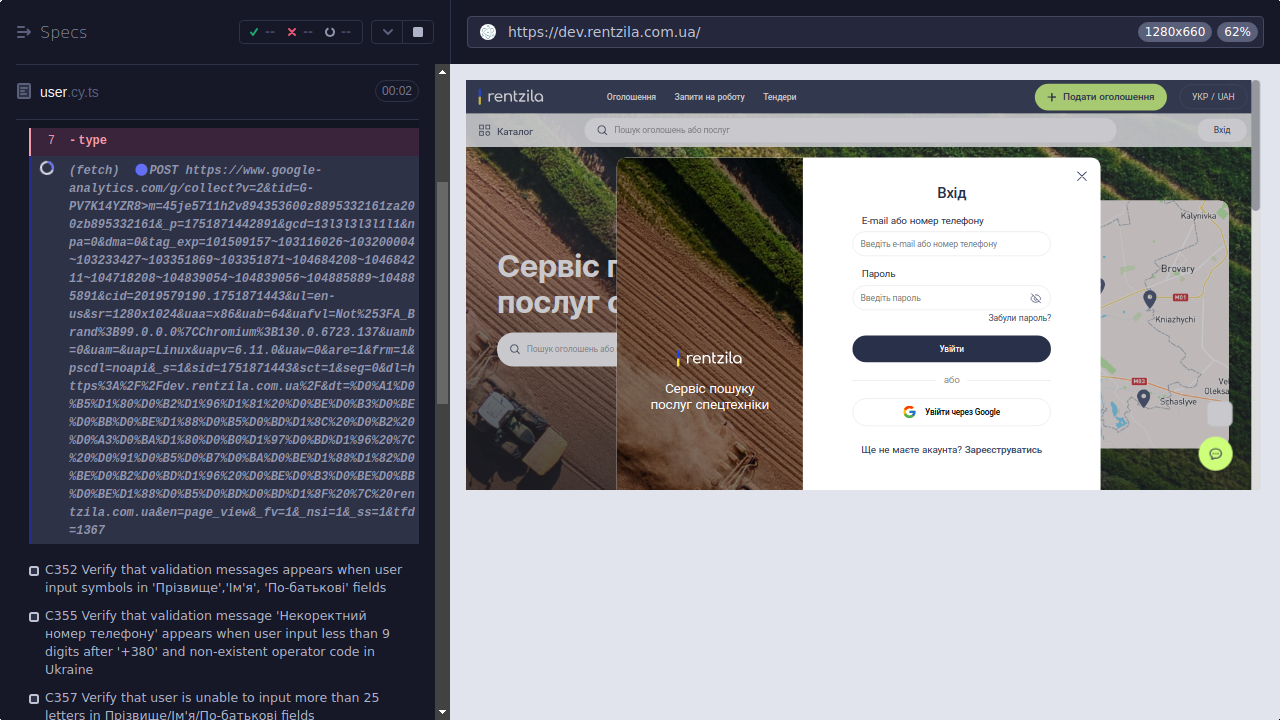 Specs
--
--
--
https://dev.rentzila.com.ua/
1280x660
62%
user.cy.ts
00:02
7 -type
(fetch) POST https://www.google-
analytics.com/g/collect?v=2&tid=G-
PV7K14YZR8>m=45je5711h2v894353600z8895332161za20
0zb895332161&_p=1751871442891&gcd=13l3l3l3l1l1&n
pa=0&dma=0&tag_exp=101509157~103116026~103200004
~103233427~103351869~103351871~104684208~1046842
11~104718208~104839054~104839056~104885889~10488
5891&cid=2019579190.1751871443&ul=en-
us&sr=1280x1024&uaa=x86&uab=64&uafvl=Not%253FA_B
rand%3B99.0.0.0%7CChromium%3B130.0.6723.137&uamb
=0&uam=&uap=Linux&uapv=6.11.0&uaw=0&are=1&frm=1&
pscdl=noapi&_s=1&sid=1751871443&sct=1&seg=0&dl=h
ttps%3A%2F%2Fdev.rentzila.com.ua%2F&dt=%D0%A1%D0
%B5%D1%80%D0%B2%D1%96%D1%81%20%D0%BE%D0%B3%D0%BE
%D0%BB%D0%BE%D1%88%D0%B5%D0%BD%D1%8C%20%D0%B2%20
%D0%A3%D0%BA%D1%80%D0%B0%D1%97%D0%BD%D1%96%20%7C
%20%D0%91%D0%B5%D0%B7%D0%BA%D0%BE%D1%88%D1%82%D0
%BE%D0%B2%D0%BD%D1%96%20%D0%BE%D0%B3%D0%BE%D0%BB
%D0%BE%D1%88%D0%B5%D0%BD%D0%BD%D1%8F%20%7C%20ren
tzila.com.ua&en=page_view&_fv=1&_nsi=1&_ss=1&tfd
=1367
C352 Verify that validation messages appears when user
input symbols in 'Прізвище','Ім'я', 'По-батькові' fields
C355 Verify that validation message 'Некоректний
номер телефону' appears when user input less than 9
digits after '+380' and non-existent operator code in
Ukraine
C357 Verify that user is unable to input more than 25
letters in Прізвище/Ім'я/По-батькові fields
rentzila
Оголошення
Запити на роботу
Тендери
Подати оголошення
УКР / UAH
Каталог
Пошук оголошень або послуг
Вхід
Сервіс п
послуг с
Пошук оголошень або
rentzila
Сервіс пошуку
послуг спецтехніки
Вхід
E-mail або номер телефону
Введіть e-mail або номер телефону
Пароль
Введіть пароль
Забули пароль?
Увійти
або
Увійти через Google
Ще не маєте акаунта? Зареєструватись
Kalynivka
Brovary
M01
Kniazhychi
M03
Vel
Oleksa
Schaslyve